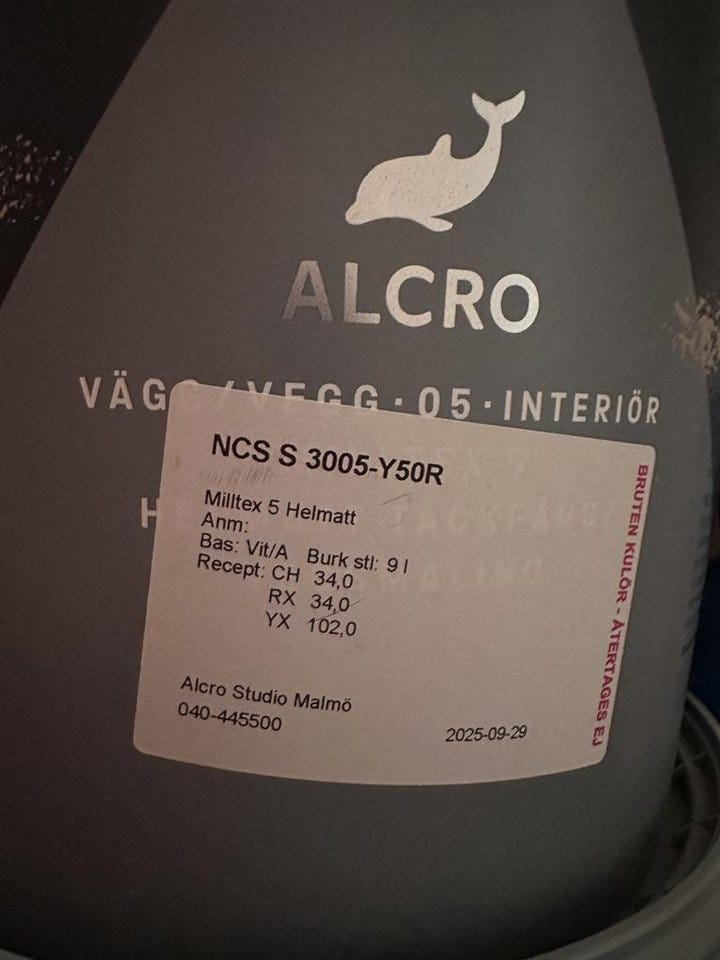 ALCRO
VÄGG/VEGG·05·INTERIÖR
NCS S 3005-Y50R
Milltex 5 Helmatt
Anm:
Bas: Vit/A Burk stl: 9 l
Recept: CH 34,0
RX 34,0
YX 102,0
Alcro Studio Malmö
040-445500
2025-09-29
BRUTEN KULÖR - ÅTERTAGES EJ